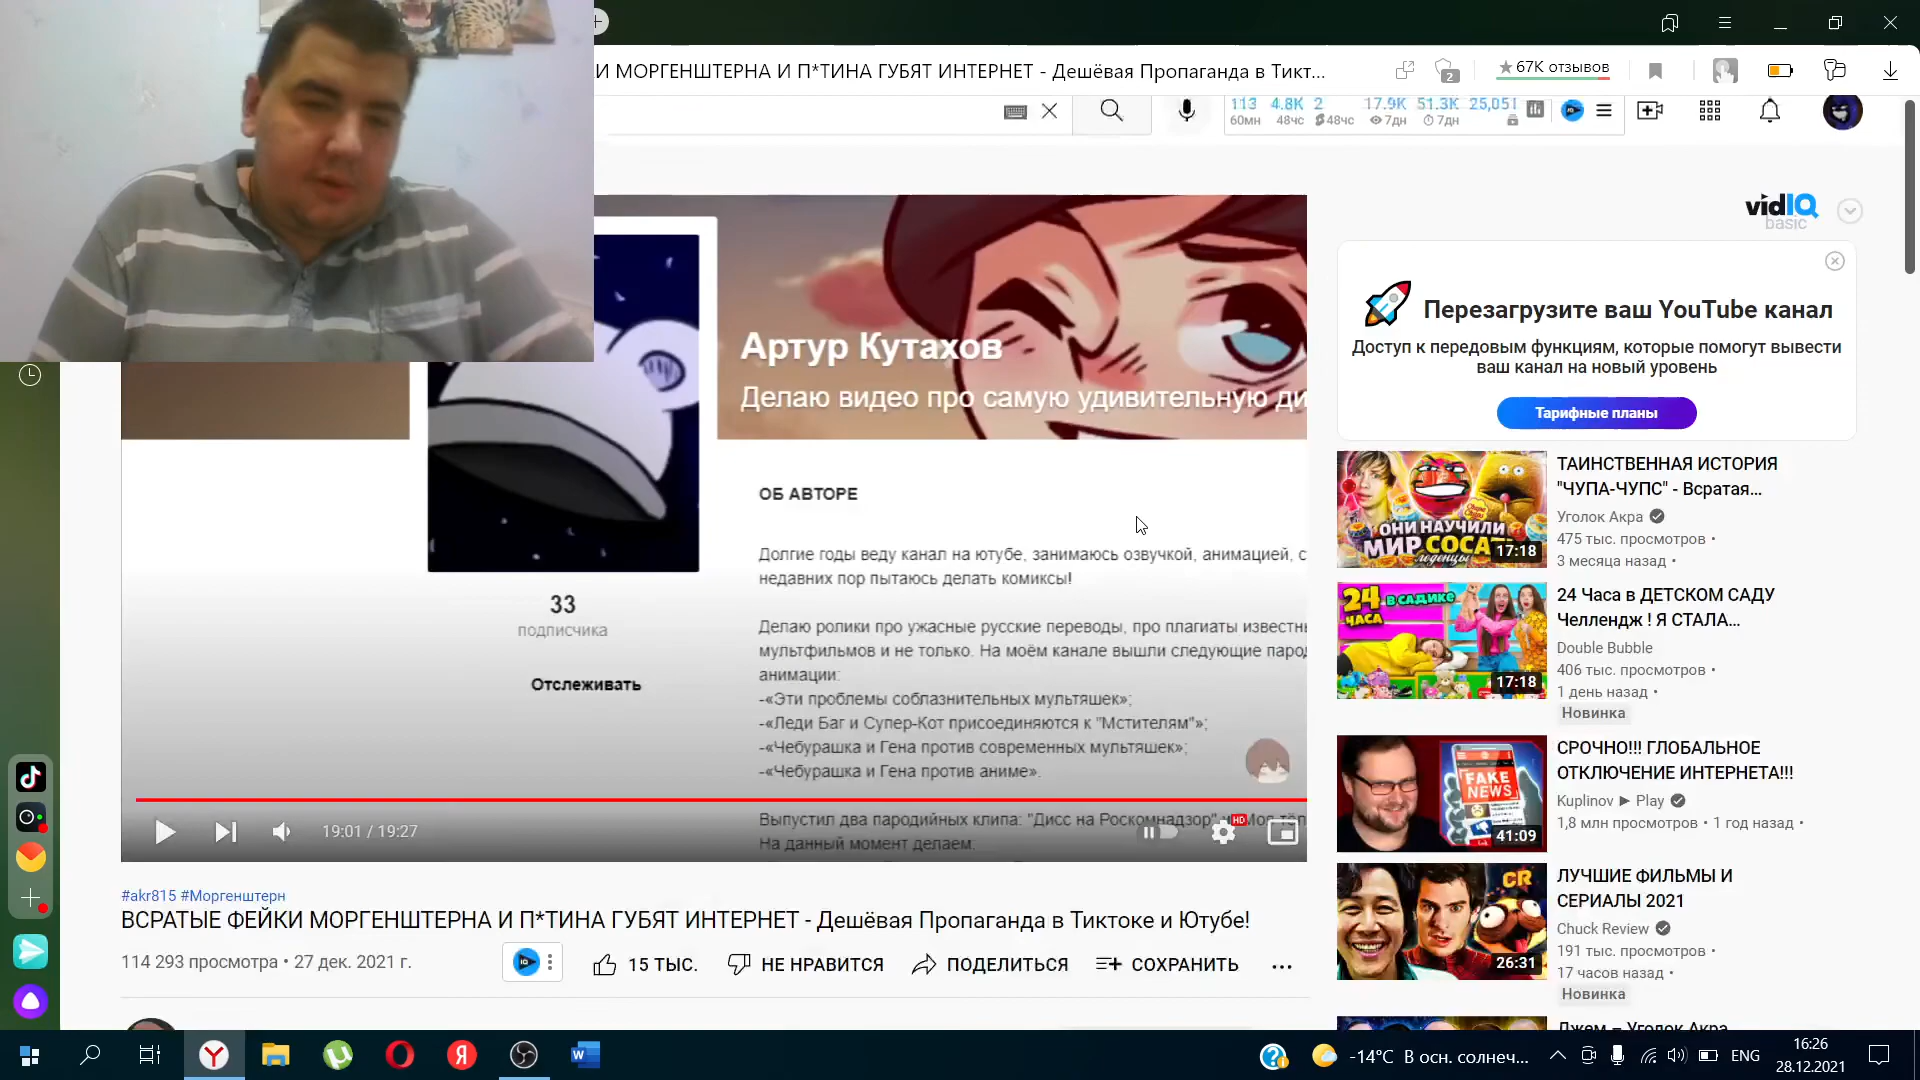 И МОРГЕНШТЕРНА И П*ТИНА ГУБЯТ ИНТЕРНЕТ - Дешёвая Пропаганда в Тикт...
2
★ 67K отзывов
113 4.8K 2 17.9K 51.3K 25,051
60мн 48чс 48чс 7дн 7дн
vidIQ
basic
Перезагрузите ваш YouTube канал
Доступ к передовым функциям, которые помогут вывести
ваш канал на новый уровень
Тарифные планы
Артур Кутахов
Делаю видео про самую удивительную
ОБ АВТОРЕ
Долгие годы веду канал на ютубе, занимаюсь озвучкой, анимацией, с
недавних пор пытаюсь делать комиксы!
33
подписчика
Отслеживать
Делаю ролики про ужасные русские переводы, про плагиаты
мультфильмов и не только. На моём канале вышли следующие
анимации:
-«Эти проблемы соблазнительных мультяшек»;
-«Леди Баг и Супер-Кот присоединяются к "Мстителям"»;
-«Чебурашка и Гена против современных мультяшек»;
-«Чебурашка и Гена против аниме».
Выпустил два пародийных клипа: "Дисс на Роскомнадзор" и
На данный момент делаем:
19:01 / 19:27
HD
#akr815 #Моргенштерн
ВСРАТЫЕ ФЕЙКИ МОРГЕНШТЕРНА И П*ТИНА ГУБЯТ ИНТЕРНЕТ - Дешёвая Пропаганда в Тиктоке и Ютубе!
114 293 просмотра • 27 дек. 2021 г.
15 ТЫС.
НЕ НРАВИТСЯ
ПОДЕЛИТЬСЯ
СОХРАНИТЬ
ОНИ НАУЧИЛИ
МИР СОСАТЬ
леденцы
17:18
ТАИНСТВЕННАЯ ИСТОРИЯ
"ЧУПА-ЧУПС" - Всратая...
Уголок Акра
475 тыс. просмотров •
3 месяца назад •
24 В САДИКЕ
ЧАСА
17:18
24 Часа в ДЕТСКОМ САДУ
Челлендж ! Я СТАЛА...
Double Bubble
406 тыс. просмотров •
1 день назад •
Новинка
FAKE
NEWS
41:09
СРОЧНО!!! ГЛОБАЛЬНОЕ
ОТКЛЮЧЕНИЕ ИНТЕРНЕТА!!!
Kuplinov ► Play
1,8 млн просмотров • 1 год назад •
CR
26:31
ЛУЧШИЕ ФИЛЬМЫ И
СЕРИАЛЫ 2021
Chuck Review
191 тыс. просмотров •
17 часов назад •
Новинка
Джем – Уголок Акра
-14°C В осн. солнеч...
ENG
16:26
28.12.2021